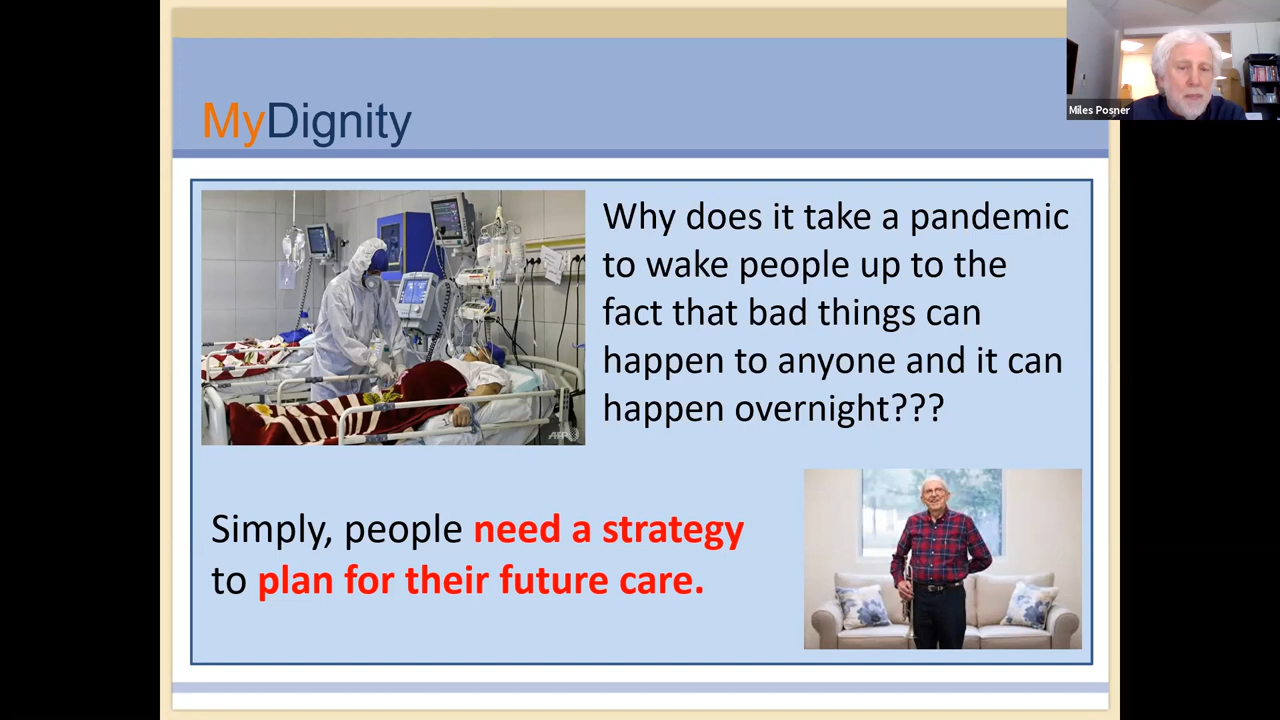 Miles Posner
MyDignity
Why does it take a pandemic
to wake people up to the
fact that bad things can
happen to anyone and it can
happen overnight???
AFP
Simply, people need a strategy
to plan for their future care.